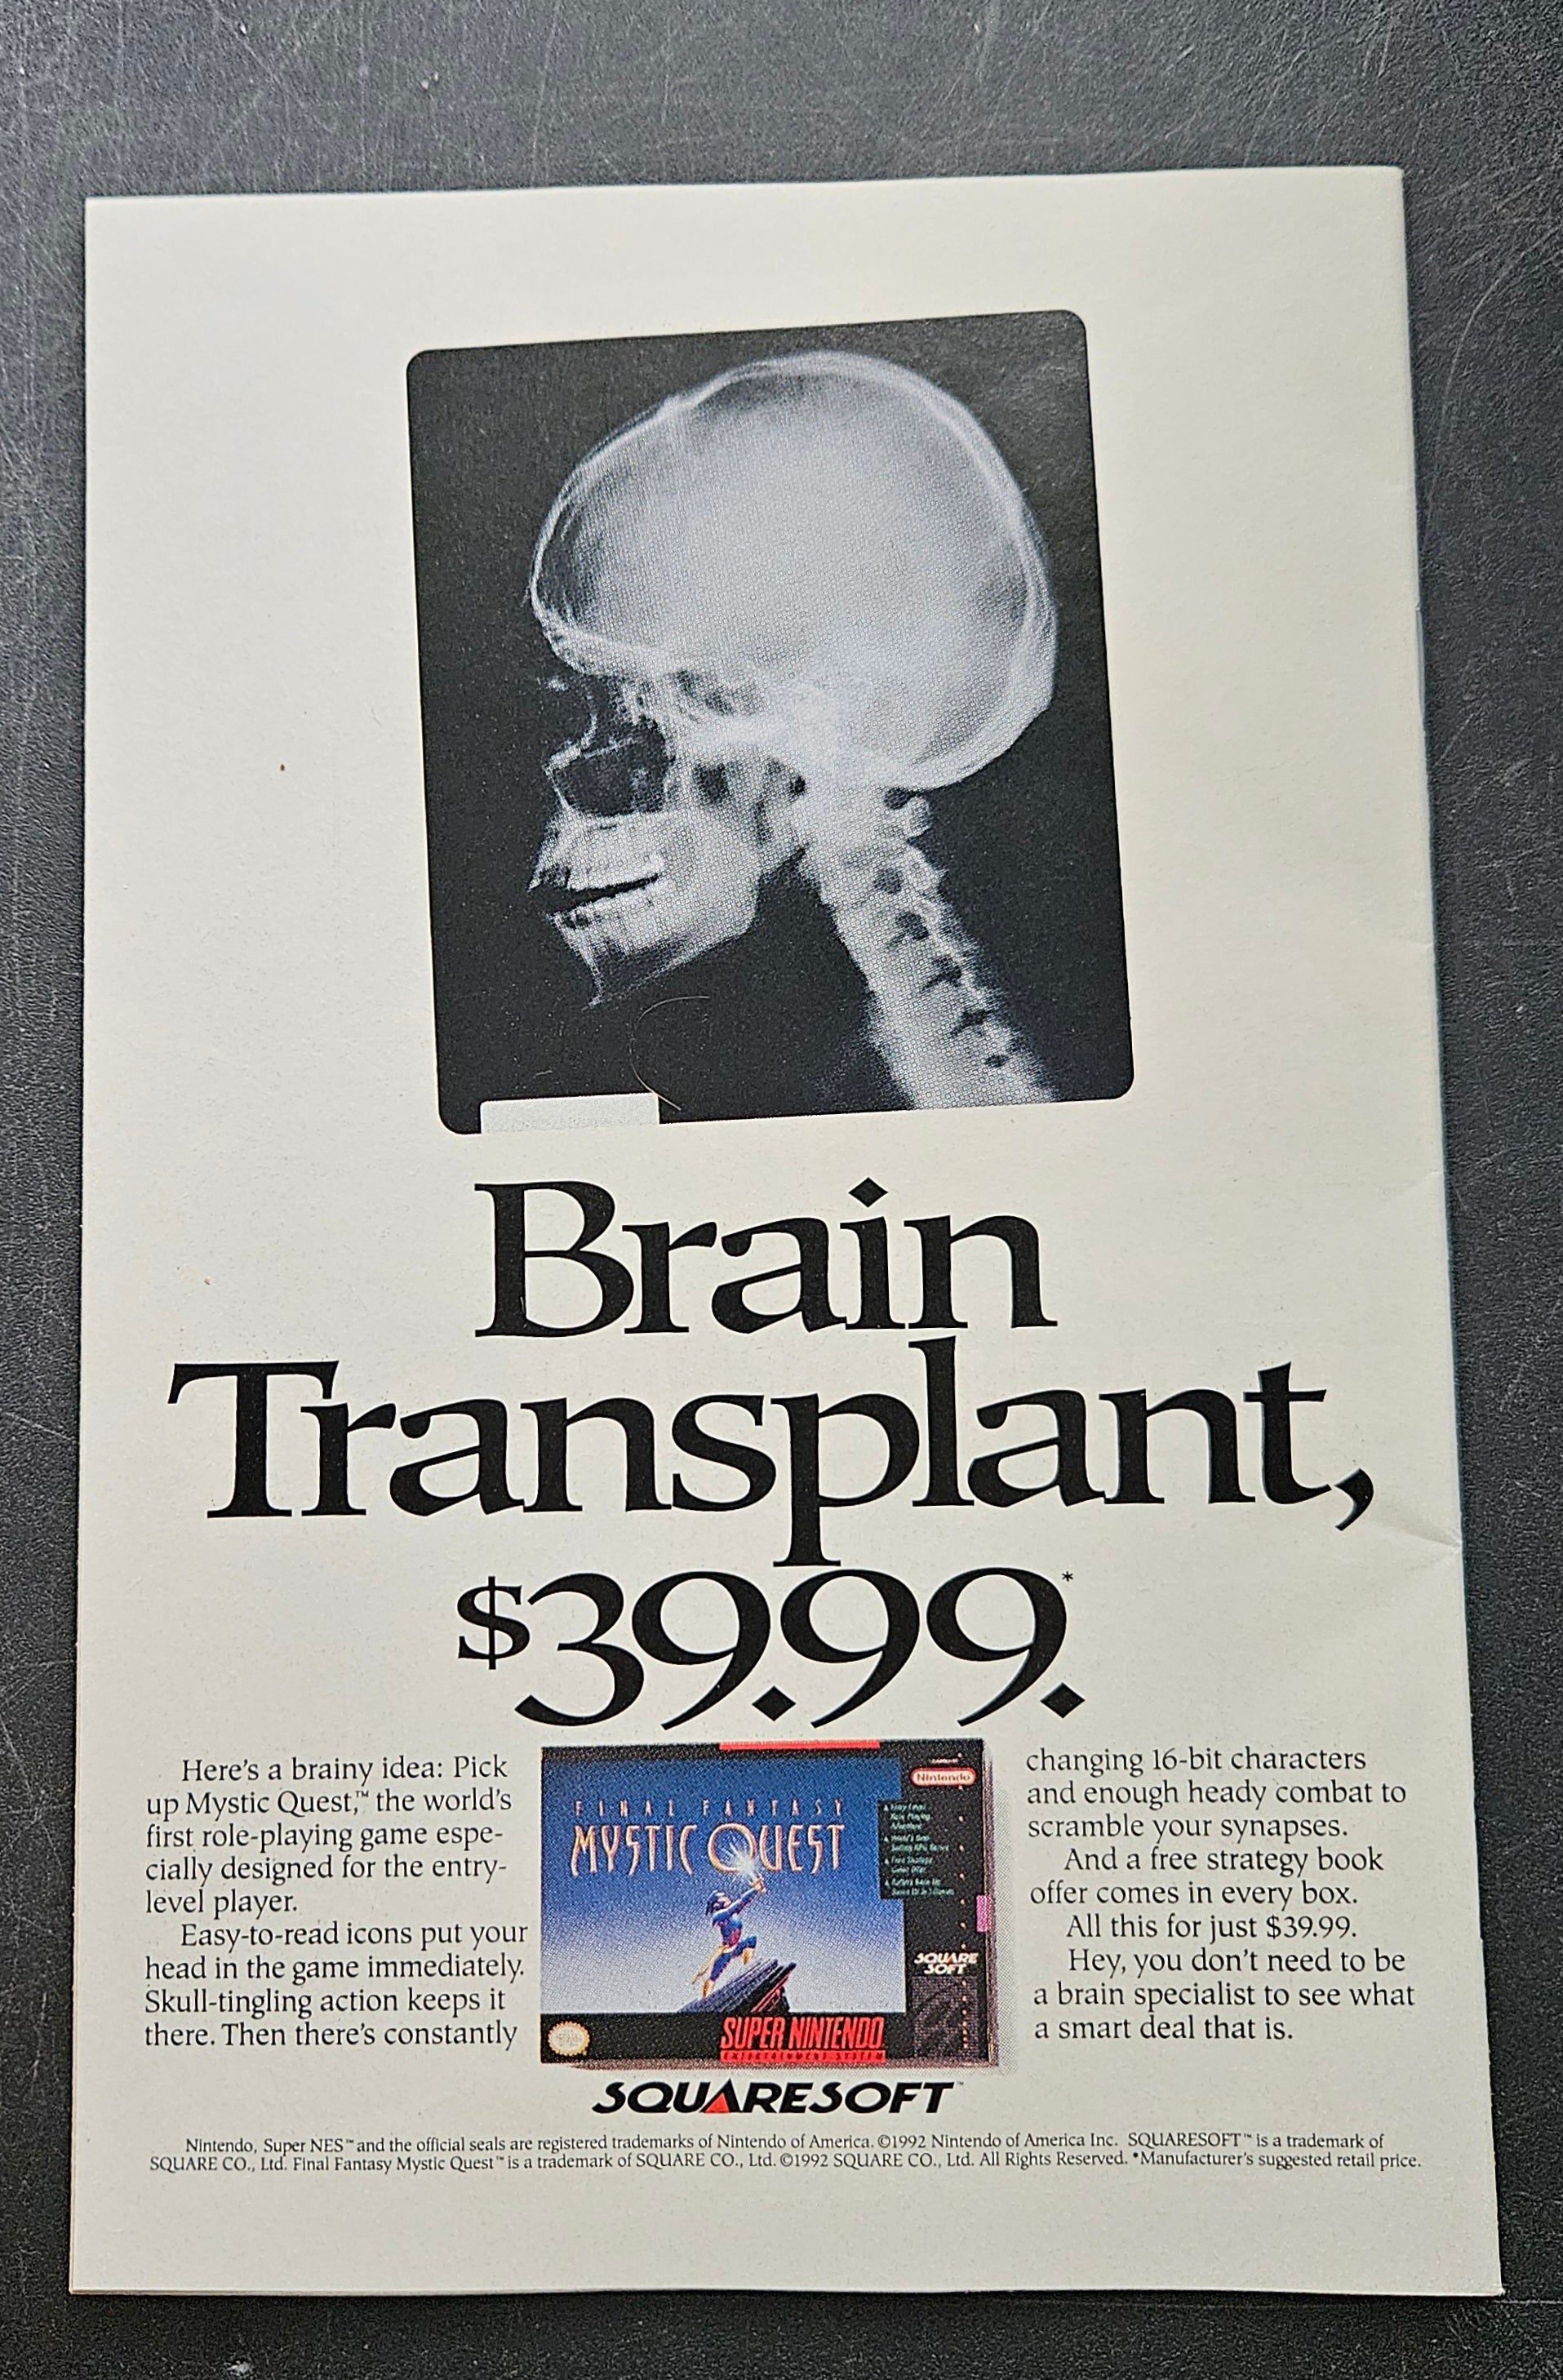 Brain
Transplant,
$39.99.*
Here's a brainy idea: Pick
up Mystic Quest,™ the world's
first role-playing game espe-
cially designed for the entry-
level player.
Easy-to-read icons put your
head in the game immediately.
Skull-tingling action keeps it
there. Then there's constantly
FINAL FANTASY
MYSTIC QUEST
Nintendo
SQUARE
SOFT
SUPER NINTENDO
ENTERTAINMENT SYSTEM
changing 16-bit characters
and enough heady combat to
scramble your synapses.
And a free strategy book
offer comes in every box.
All this for just $39.99.
Hey, you don't need to be
a brain specialist to see what
a smart deal that is.
SQUARESOFT™
Nintendo, Super NES™ and the official seals are registered trademarks of Nintendo of America. ©1992 Nintendo of America Inc. SQUARESOFT™ is a trademark of
SQUARE CO., Ltd. Final Fantasy Mystic Quest™ is a trademark of SQUARE CO., Ltd. ©1992 SQUARE CO., Ltd. All Rights Reserved. *Manufacturer's suggested retail price.